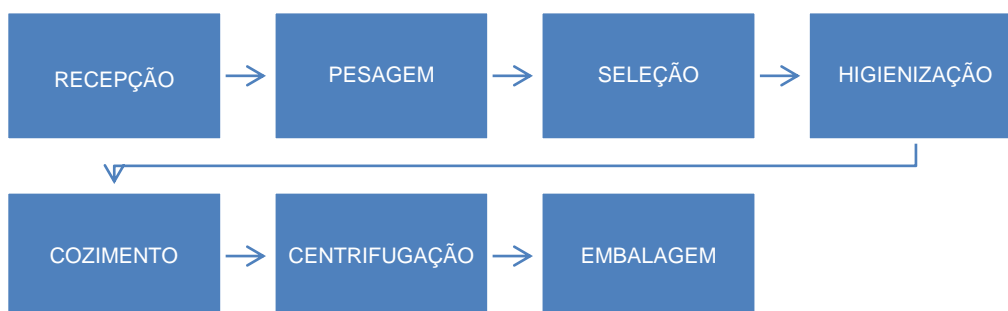 RECEPÇÃO
PESAGEM
SELEÇÃO
HIGIENIZAÇÃO
COZIMENTO
CENTRIFUGAÇÃO
EMBALAGEM